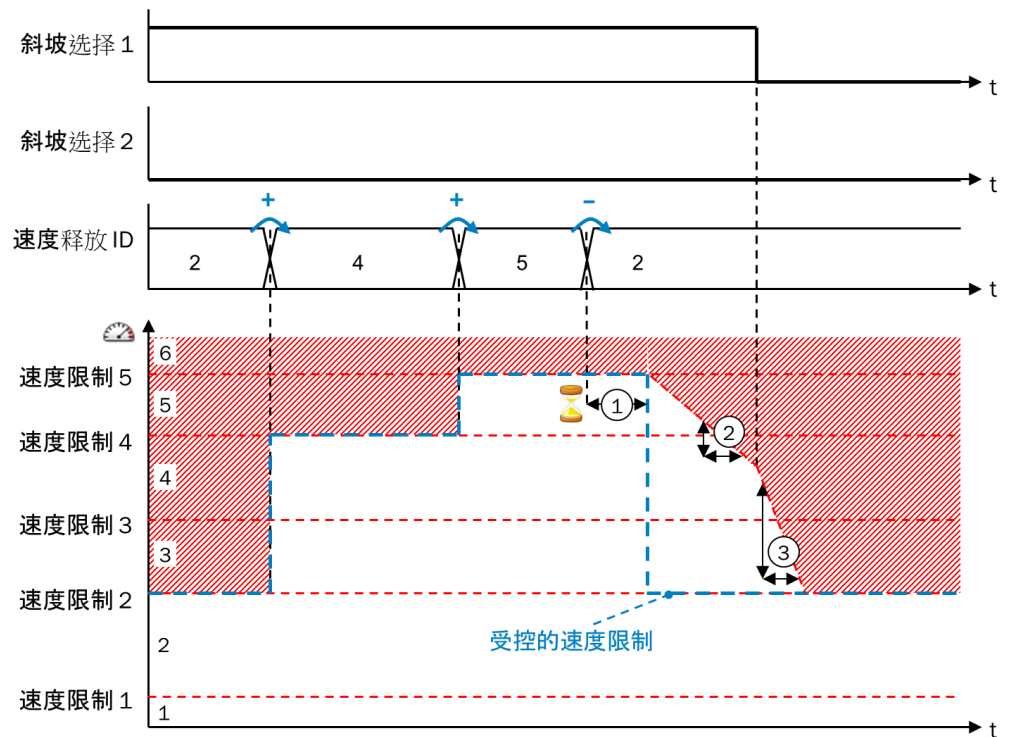 斜坡选择 1
t
斜坡选择 2
t
+ + −
速度释放 ID
2 4 5 2
t
6
速度限制 5
5
1
2
速度限制 4
4
速度限制 3
3
3
速度限制 2
2
受控的速度限制
速度限制 1
1
t